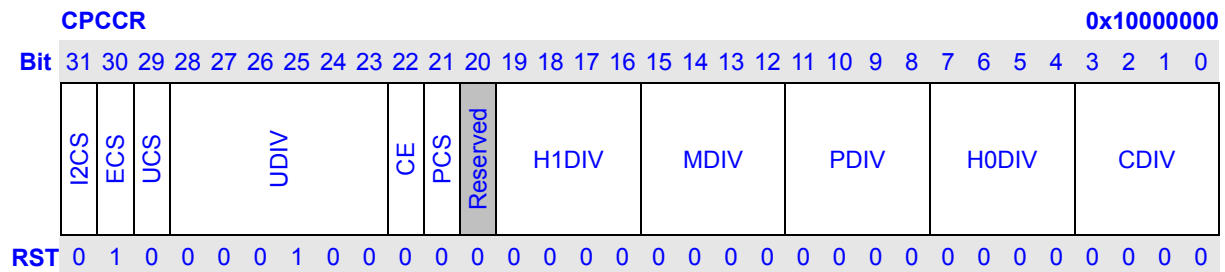 CPCCR 0x10000000
Bit 31 30 29 28 27 26 25 24 23 22 21 20 19 18 17 16 15 14 13 12 11 10 9 8 7 6 5 4 3 2 1 0
I2CS ECS UCS UDIV CE PCS Reserved H1DIV MDIV PDIV H0DIV CDIV
RST 0 1 0 0 0 0 1 0 0 0 0 0 0 0 0 0 0 0 0 0 0 0 0 0 0 0 0 0 0 0 0 0